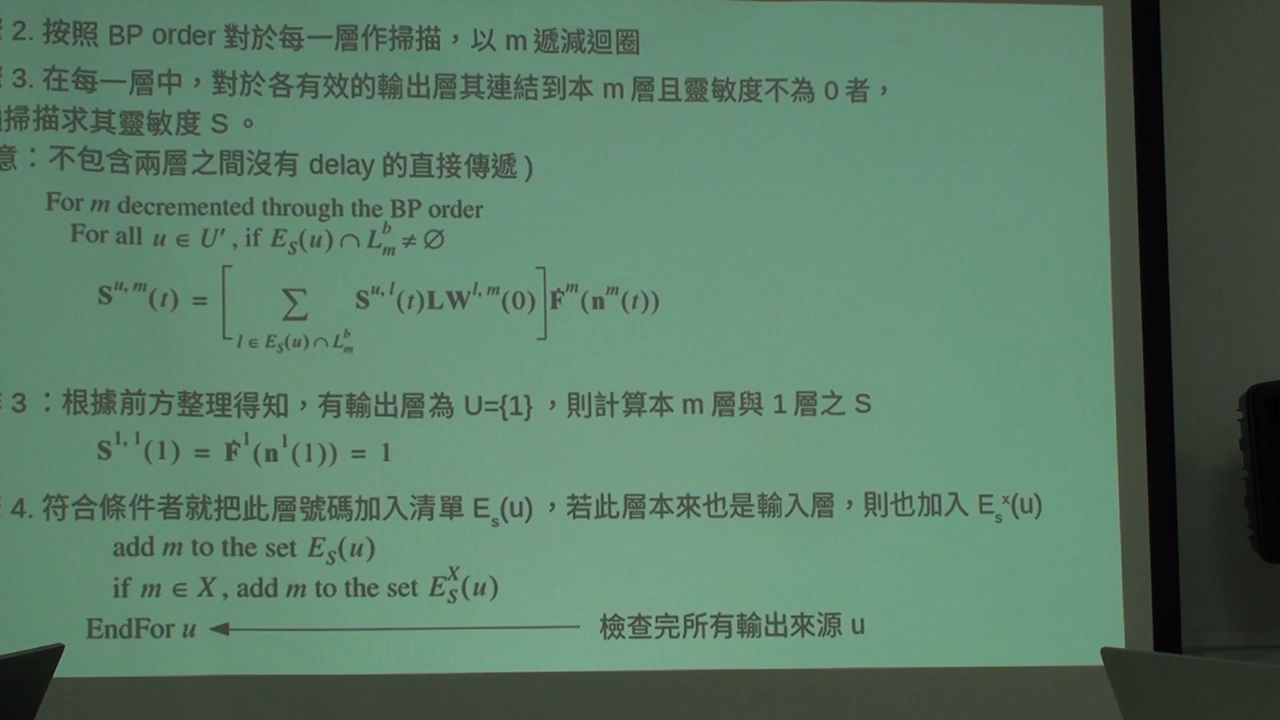 2. 按照 BP order 對於每一層作掃描，以 m 遞減迴圈
3. 在每一層中，對於各有效的輸出層其連結到本 m 層且靈敏度不為 0 者，
掃描求其靈敏度 S 。
意：不包含兩層之間沒有 delay 的直接傳遞 )
For m decremented through the BP order
For all u ∈ U′ , if E_S(u) ∩ L_m^b ≠ ∅
S^{u, m}(t) = [ ∑_{l ∈ E_S(u) ∩ L_m^b} S^{u, l}(t)LW^{l, m}(0) ] Ḟ^m(n^m(t))
3 ：根據前方整理得知，有輸出層為 U={1} ，則計算本 m 層與 1 層之 S
S^{1, 1}(1) = Ḟ^1(n^1(1)) = 1
4. 符合條件者就把此層號碼加入清單 E_s(u) ，若此層本來也是輸入層，則也加入 E_s^x(u)
add m to the set E_S(u)
if m ∈ X , add m to the set E_S^X(u)
EndFor u 檢查完所有輸出來源 u